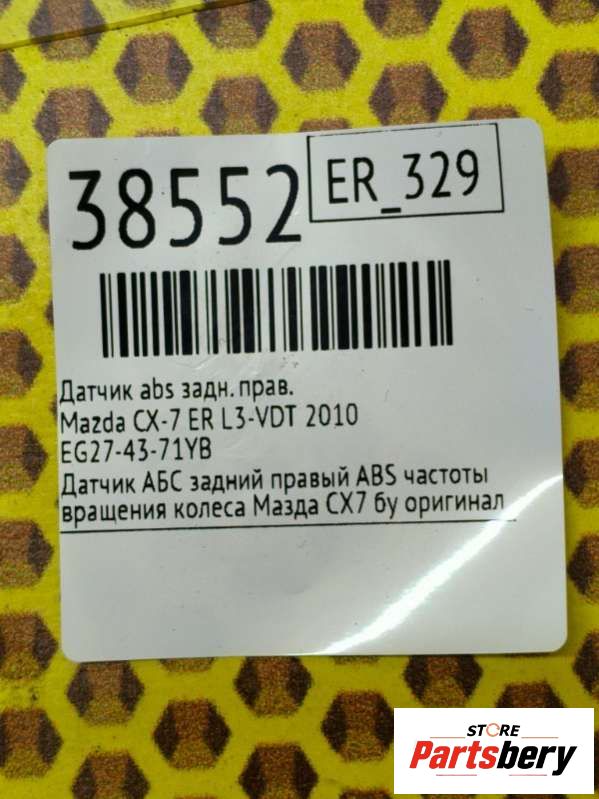 38552
ER_329
Датчик abs задн. прав.
Mazda CX-7 ER L3-VDT 2010
EG27-43-71YB
Датчик АБС задний правый ABS частоты
вращения колеса Мазда CX7 бу оригинал
STORE
Partsbery